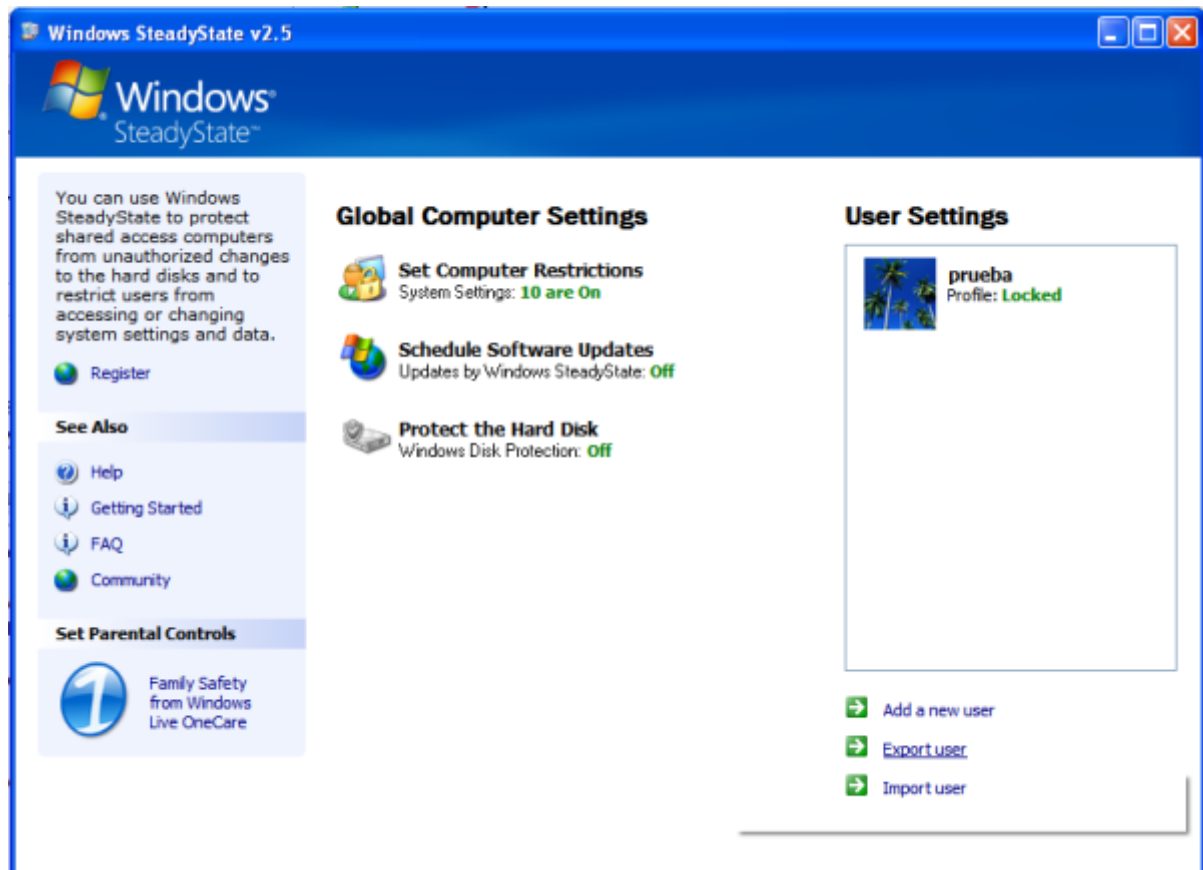 Windows SteadyState v2.5
Windows®
SteadyState™
You can use Windows
SteadyState to protect
shared access computers
from unauthorized changes
to the hard disks and to
restrict users from
accessing or changing
system settings and data.
Register
See Also
Help
Getting Started
FAQ
Community
Set Parental Controls
Family Safety
from Windows
Live OneCare
Global Computer Settings
Set Computer Restrictions
System Settings: 10 are On
Schedule Software Updates
Updates by Windows SteadyState: Off
Protect the Hard Disk
Windows Disk Protection: Off
User Settings
prueba
Profile: Locked
Add a new user
Export user
Import user